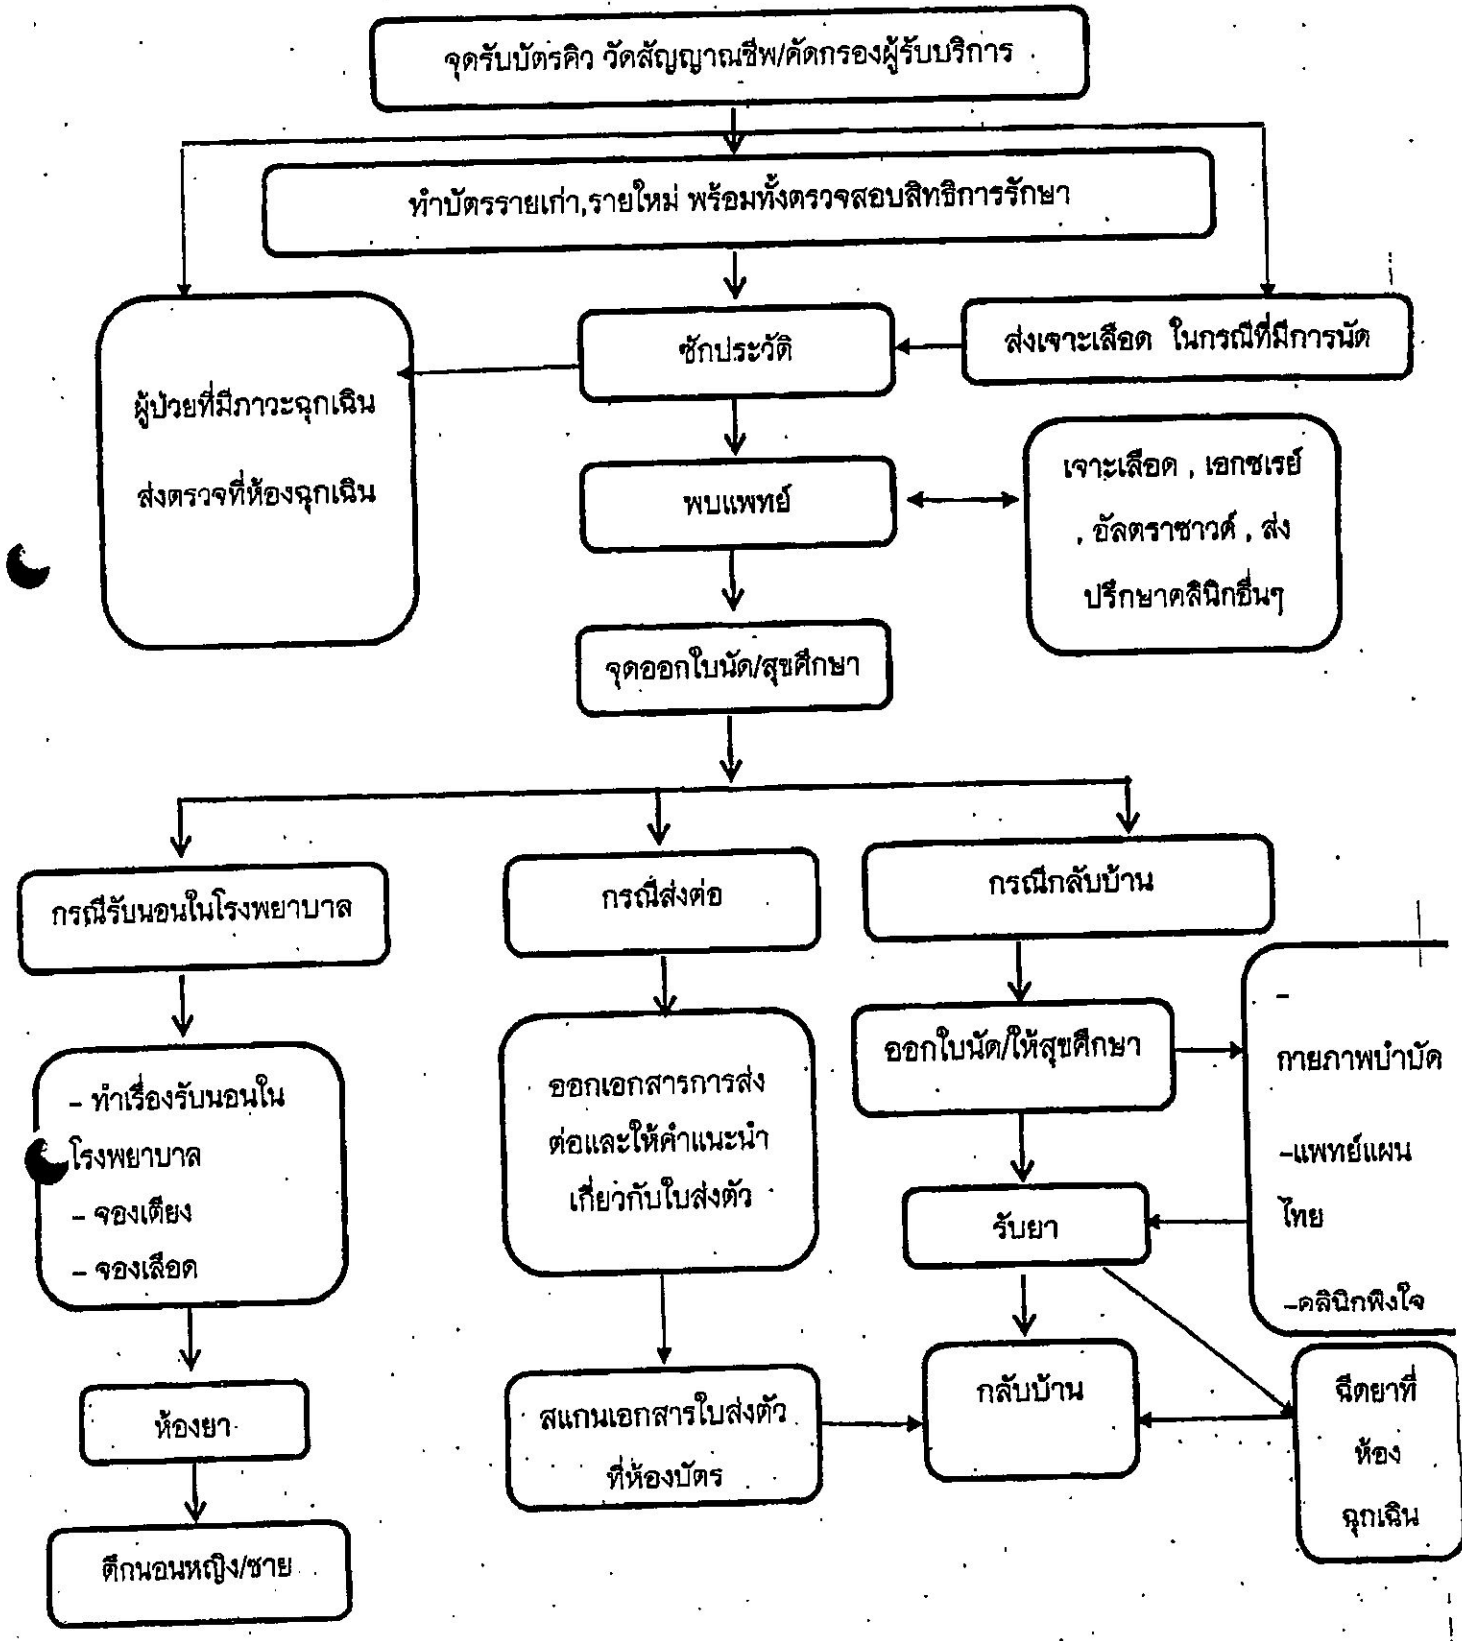 จุดรับบัตรคิว วัดสัญญาณชีพ/คัดกรองผู้รับบริการ
ทำบัตรรายเก่า,รายใหม่ พร้อมทั้งตรวจสอบสิทธิการรักษา
ซักประวัติ
ส่งเจาะเลือด ในกรณีที่มีการนัด
ผู้ป่วยที่มีภาวะฉุกเฉิน
ส่งตรวจที่ห้องฉุกเฉิน
พบแพทย์
เจาะเลือด , เอกซเรย์
, อัลตราซาวด์ , ส่ง
ปรึกษาคลินิกอื่นๆ
จุดออกใบนัด/สุขศึกษา
กรณีรับนอนในโรงพยาบาล
กรณีส่งต่อ
กรณีกลับบ้าน
– ทำเรื่องรับนอนใน
โรงพยาบาล
– จองเตียง
– จองเลือด
ออกเอกสารการส่ง
ต่อและให้คำแนะนำ
เกี่ยวกับใบส่งตัว
ออกใบนัด/ให้สุขศึกษา
–
กายภาพบำบัด
–แพทย์แผน
ไทย
–คลินิกพึงใจ
รับยา
ห้องยา
สแกนเอกสารใบส่งตัว
ที่ห้องบัตร
กลับบ้าน
ฉีดยาที่
ห้อง
ฉุกเฉิน
ตึกนอนหญิง/ชาย